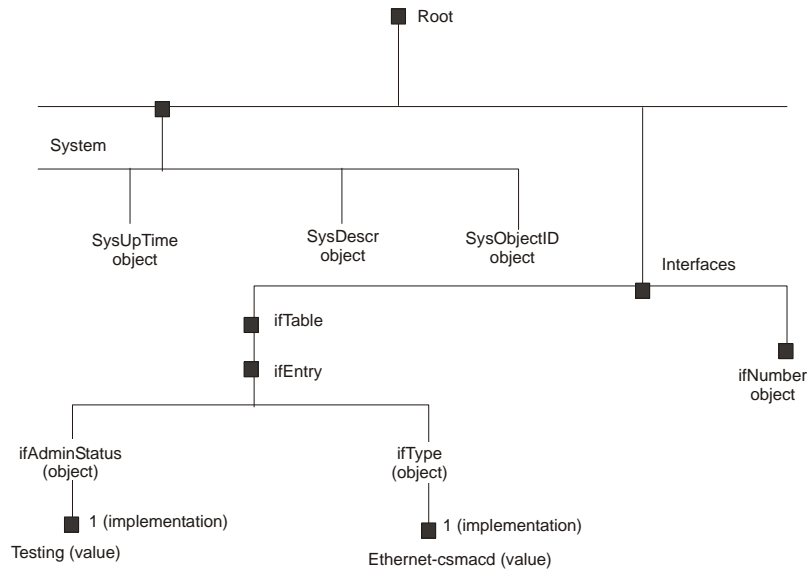 Root
System
SysUpTime
object
SysDescr
object
SysObjectID
object
Interfaces
ifTable
ifEntry
ifNumber
object
ifAdminStatus
(object)
ifType
(object)
1 (implementation)
Testing (value)
1 (implementation)
Ethernet-csmacd (value)